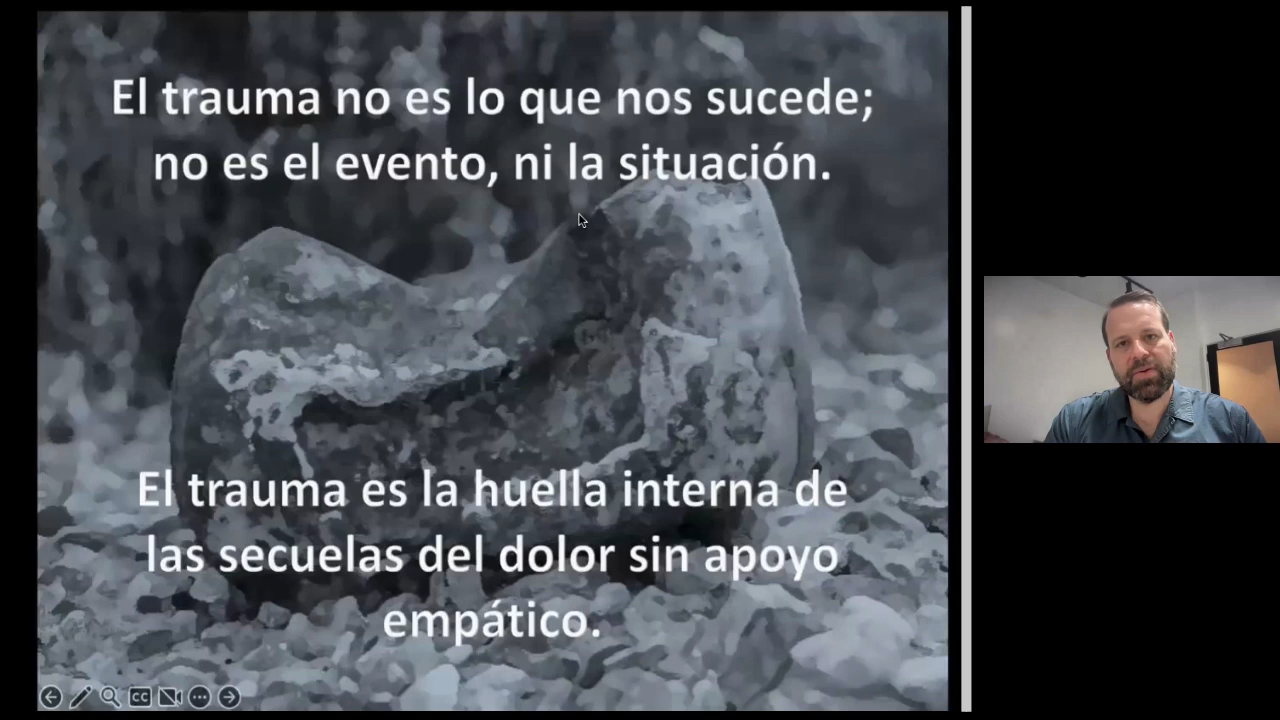 El trauma no es lo que nos sucede;
no es el evento, ni la situación.
El trauma es la huella interna de
las secuelas del dolor sin apoyo
empático.
CC